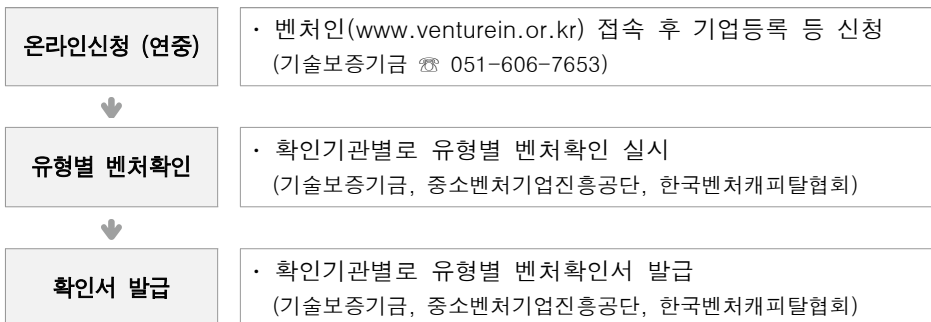 온라인신청 (연중)
· 벤처인(www.venturein.or.kr) 접속 후 기업등록 등 신청
(기술보증기금 ☏ 051-606-7653)
유형별 벤처확인
· 확인기관별로 유형별 벤처확인 실시
(기술보증기금, 중소벤처기업진흥공단, 한국벤처캐피탈협회)
확인서 발급
· 확인기관별로 유형별 벤처확인서 발급
(기술보증기금, 중소벤처기업진흥공단, 한국벤처캐피탈협회)